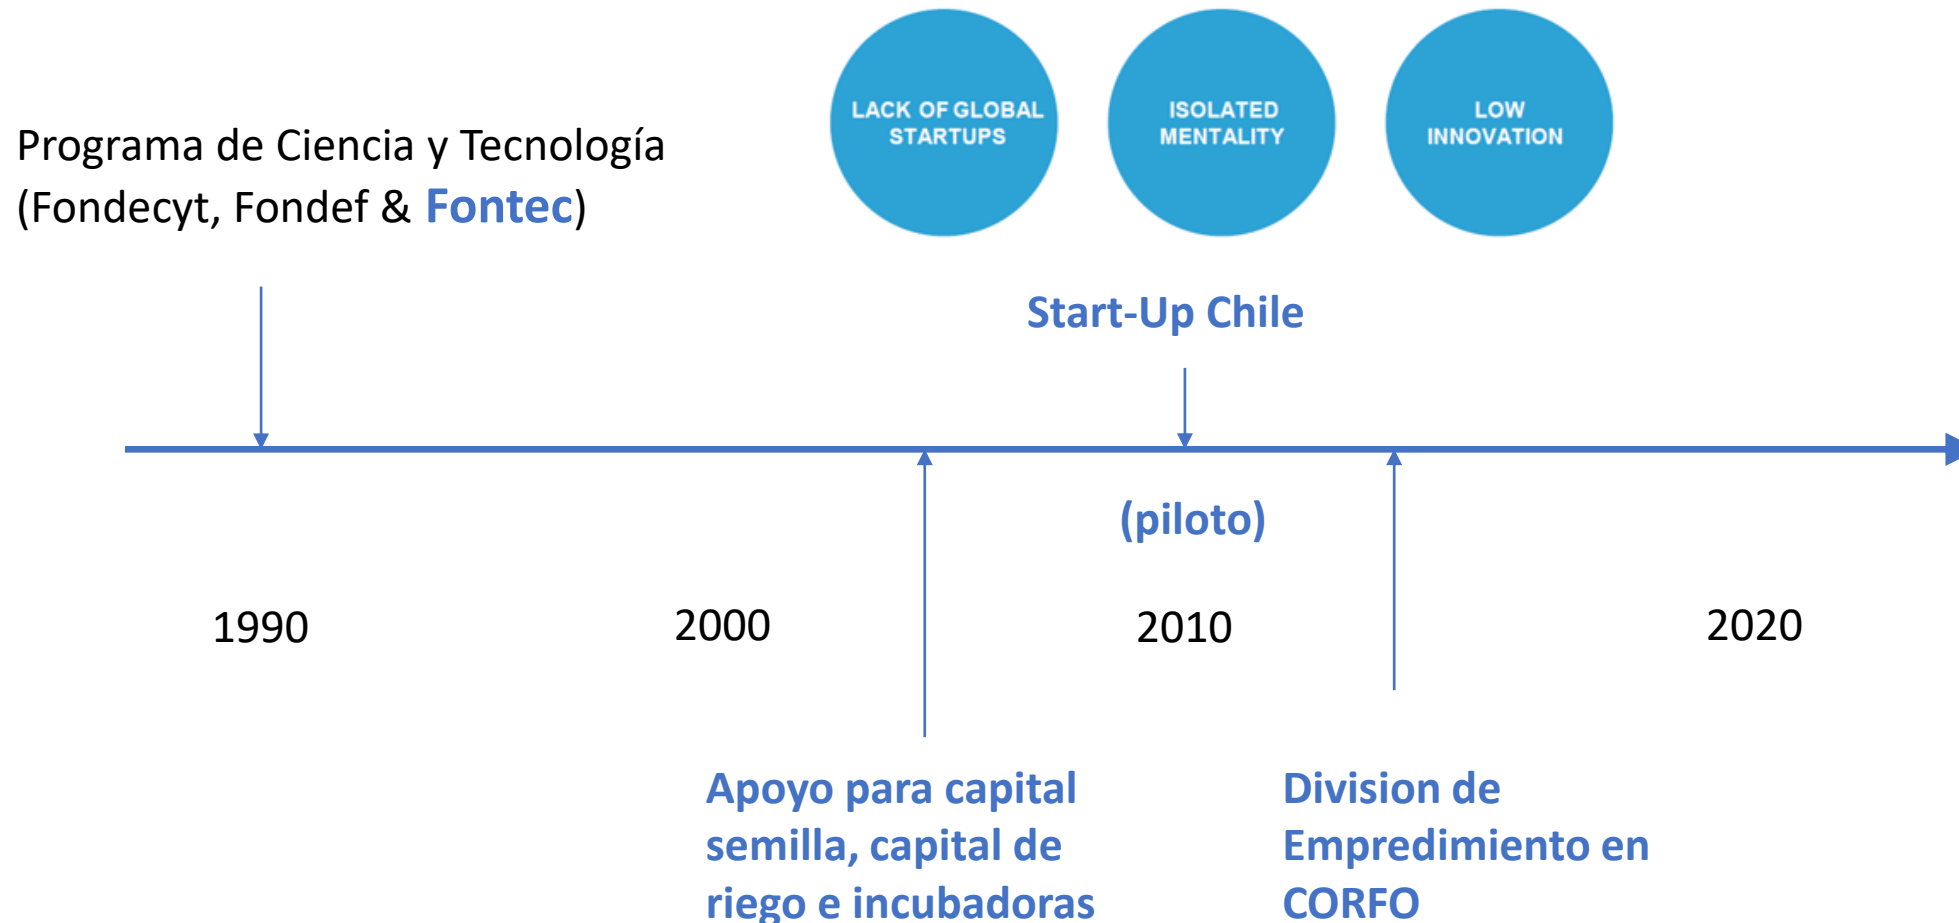 LACK OF GLOBAL
STARTUPS
ISOLATED
MENTALITY
LOW
INNOVATION
Programa de Ciencia y Tecnología
(Fondecyt, Fondef & Fontec)
Start-Up Chile
(piloto)
1990
2000
2010
2020
Apoyo para capital
semilla, capital de
riego e incubadoras
Division de
Empredimiento en
CORFO